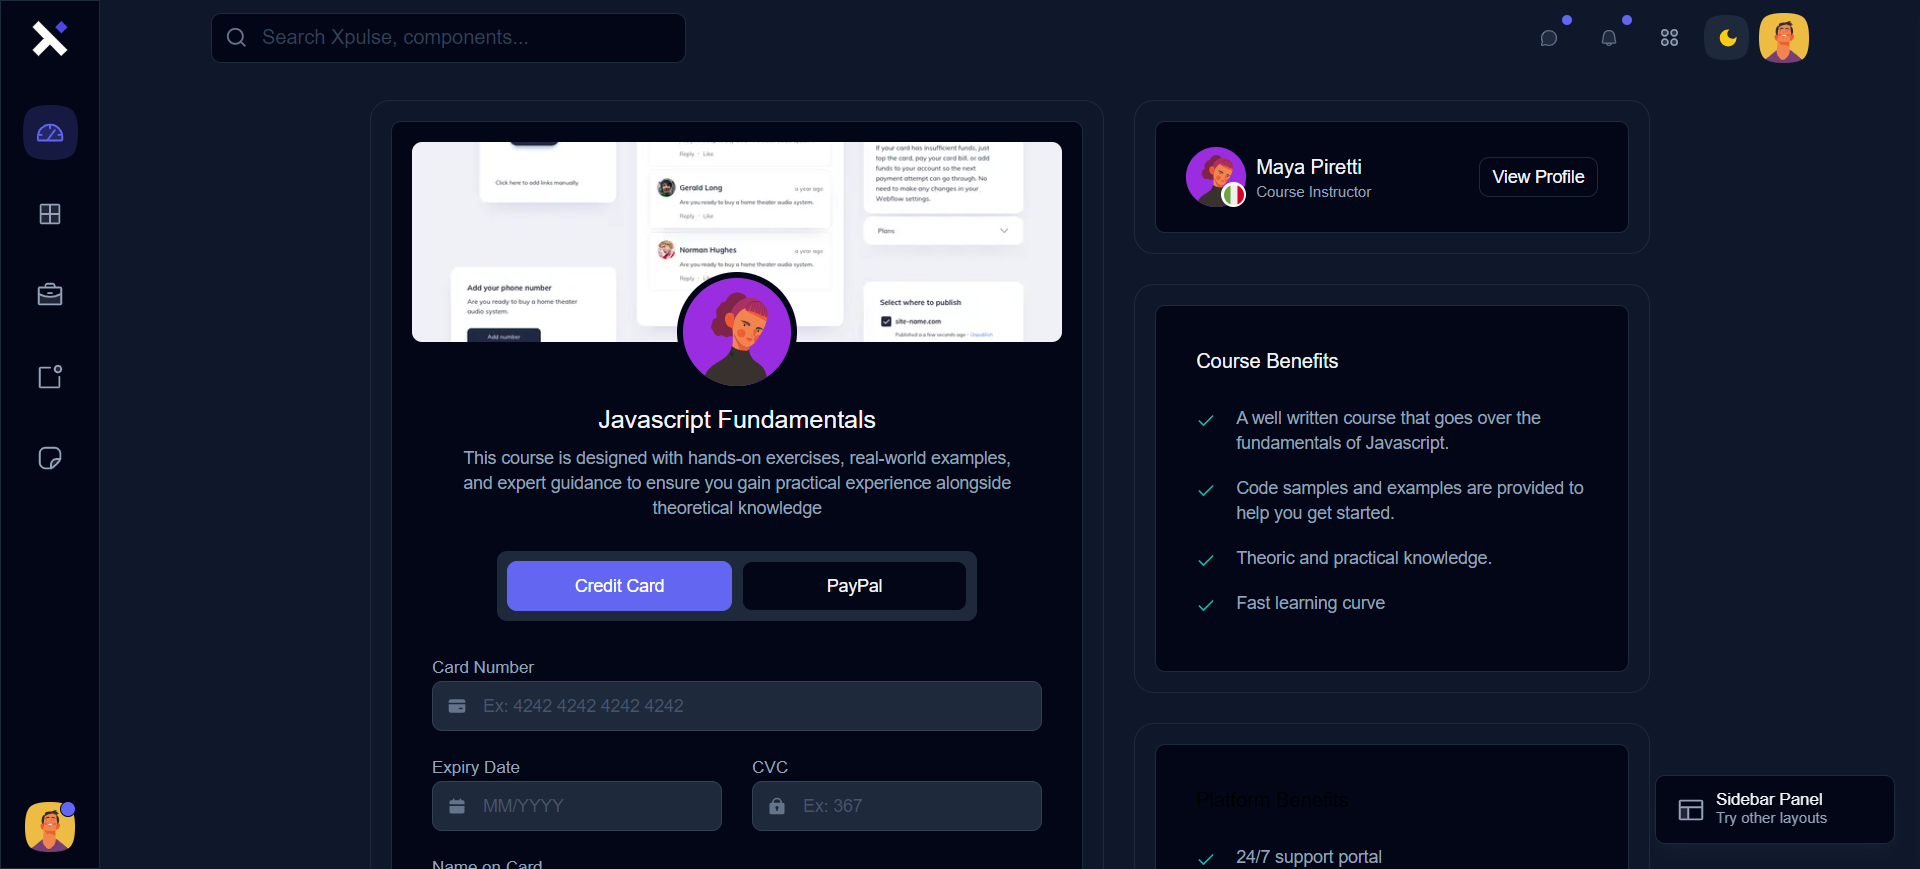 Search Xpulse, components...
Click here to add links manually.
Reply · Like
Gerald Long
a year ago
Are you ready to buy a home theater audio system.
Reply · Like
Norman Hughes
a year ago
Are you ready to buy a home theater audio system.
Reply · Li
If your card has insufficient funds, just
top the card, pay your card bill, or add
funds to your account so the next
payment attempt can go through. No
need to make any changes in your
Webflow settings.
Plans
Add your phone number
Are you ready to buy a home theater
audio system.
Add number
Select where to publish
site-name.com
Published a a few seconds ago · Unpublish
Javascript Fundamentals
This course is designed with hands-on exercises, real-world examples,
and expert guidance to ensure you gain practical experience alongside
theoretical knowledge
Credit Card
PayPal
Card Number
Ex: 4242 4242 4242 4242
Expiry Date
CVC
MM/YYYY
Ex: 367
Name on Card
Maya Piretti
Course Instructor
View Profile
Course Benefits
A well written course that goes over the
fundamentals of Javascript.
Code samples and examples are provided to
help you get started.
Theoric and practical knowledge.
Fast learning curve
Platform Benefits
24/7 support portal
Sidebar Panel
Try other layouts